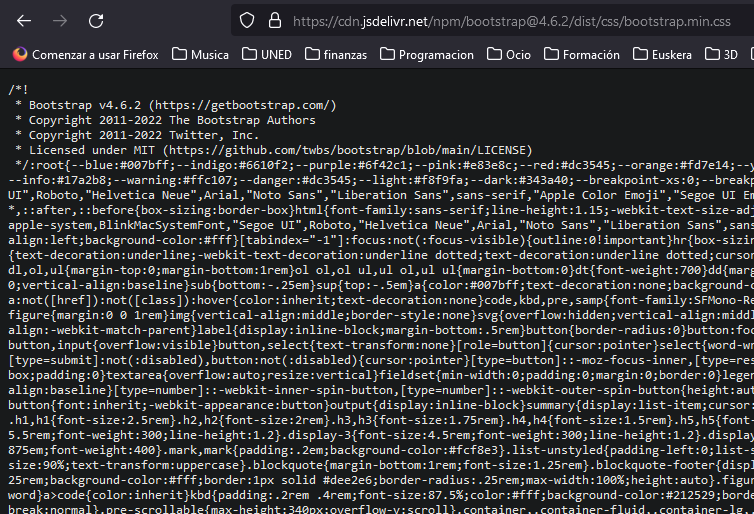 https://cdn.jsdelivr.net/npm/bootstrap@4.6.2/dist/css/bootstrap.min.css
Comenzar a usar Firefox Musica UNED finanzas Programacion Ocio Formación Euskera 3D
/*!
 * Bootstrap v4.6.2 (https://getbootstrap.com/)
 * Copyright 2011-2022 The Bootstrap Authors
 * Copyright 2011-2022 Twitter, Inc.
 * Licensed under MIT (https://github.com/twbs/bootstrap/blob/main/LICENSE)
 */:root{--blue:#007bff;--indigo:#6610f2;--purple:#6f42c1;--pink:#e83e8c;--red:#dc3545;--orange:#fd7e14;--y
--info:#17a2b8;--warning:#ffc107;--danger:#dc3545;--light:#f8f9fa;--dark:#343a40;--breakpoint-xs:0;--breakp
UI",Roboto,"Helvetica Neue",Arial,"Noto Sans","Liberation Sans",sans-serif,"Apple Color Emoji","Segoe UI Em
*,::after,::before{box-sizing:border-box}html{font-family:sans-serif;line-height:1.15;-webkit-text-size-ad
apple-system,BlinkMacSystemFont,"Segoe UI",Roboto,"Helvetica Neue",Arial,"Noto Sans","Liberation Sans",sans
align:left;background-color:#fff}[tabindex="-1"]:focus:not(:focus-visible){outline:0!important}hr{box-sizin
{text-decoration:underline;-webkit-text-decoration:underline dotted;text-decoration:underline dotted;cursor
dl,ol,ul{margin-top:0;margin-bottom:1rem}ol ol,ol ul,ul ol,ul ul{margin-bottom:0}dt{font-weight:700}dd{marg
0;vertical-align:baseline}sub{bottom:-.25em}sup{top:-.5em}a{color:#007bff;text-decoration:none;background-c
a:not([href]):not([class]):hover{color:inherit;text-decoration:none}code,kbd,pre,samp{font-family:SFMono-Re
figure{margin:0 0 1rem}img{vertical-align:middle;border-style:none}svg{overflow:hidden;vertical-align:middl
align:-webkit-match-parent}label{display:inline-block;margin-bottom:.5rem}button{border-radius:0}button:foc
button,input{overflow:visible}button,select{text-transform:none}[role=button]{cursor:pointer}select{word-wr
[type=submit]:not(:disabled),button:not(:disabled){cursor:pointer}[type=button]::-moz-focus-inner,[type=res
box;padding:0}textarea{overflow:auto;resize:vertical}fieldset{min-width:0;padding:0;margin:0;border:0}legen
align:baseline}[type=number]::-webkit-inner-spin-button,[type=number]::-webkit-outer-spin-button{height:aut
button{font:inherit;-webkit-appearance:button}output{display:inline-block}summary{display:list-item;cursor:
.h1,h1{font-size:2.5rem}.h2,h2{font-size:2rem}.h3,h3{font-size:1.75rem}.h4,h4{font-size:1.5rem}.h5,h5{font-
5.5rem;font-weight:300;line-height:1.2}.display-3{font-size:4.5rem;font-weight:300;line-height:1.2}.display
875em;font-weight:400}.mark,mark{padding:.2em;background-color:#fcf8e3}.list-unstyled{padding-left:0;list-s
size:90%;text-transform:uppercase}.blockquote{margin-bottom:1rem;font-size:1.25rem}.blockquote-footer{displ
25rem;background-color:#fff;border:1px solid #dee2e6;border-radius:.25rem;max-width:100%;height:auto}.figur
word}a>code{color:inherit}kbd{padding:.2rem .4rem;font-size:87.5%;color:#fff;background-color:#212529;borde
break:normal}.pre-scrollable{max-height:340px;overflow-y:scroll}.container,.container-fluid,.container-lg,